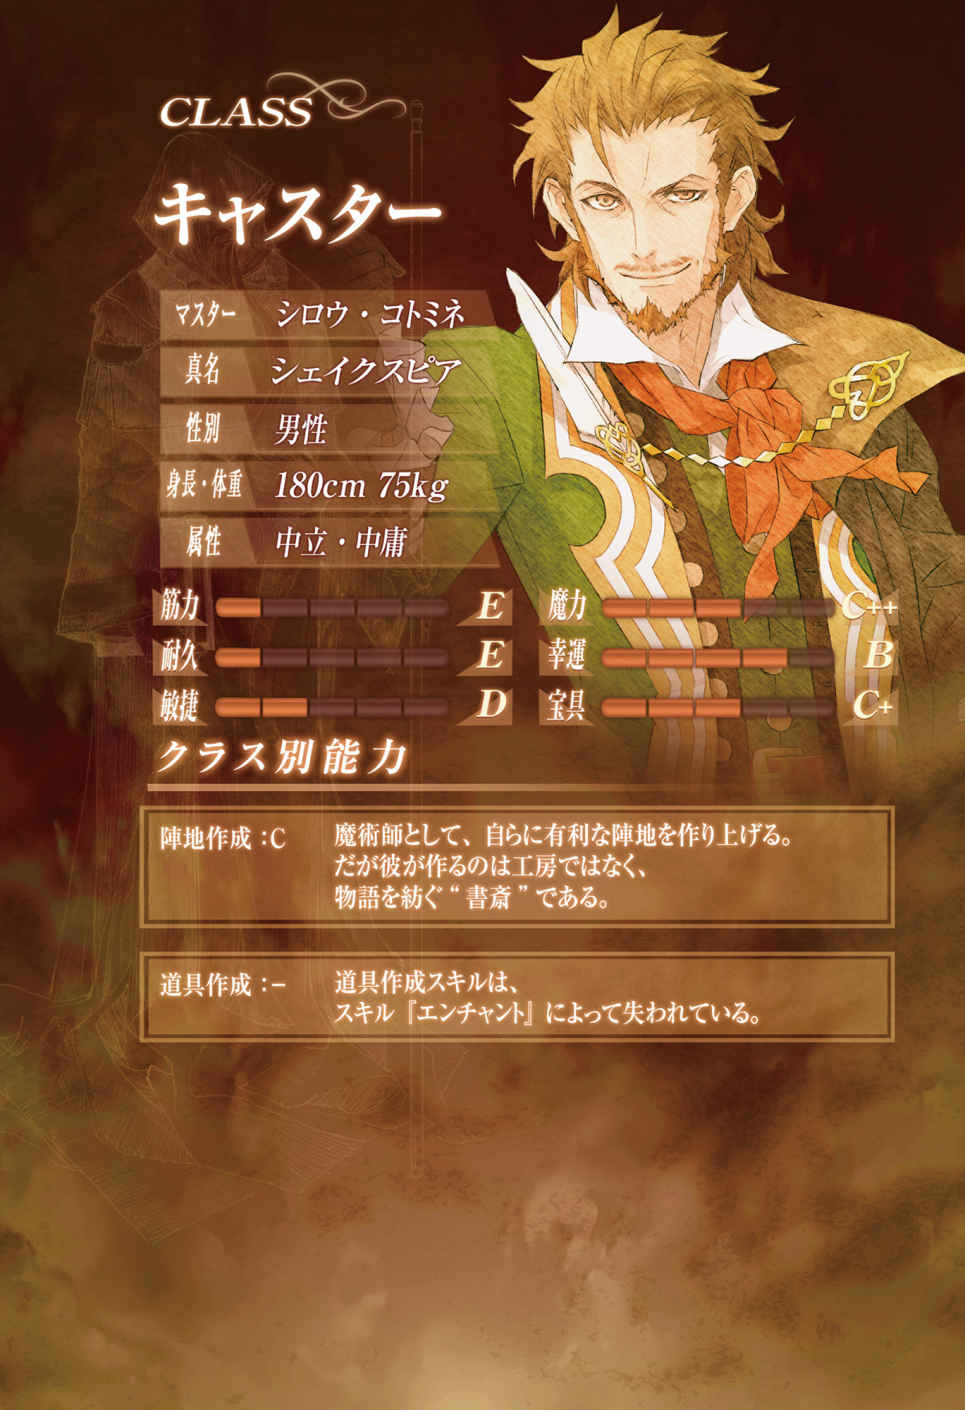 CLASS
キャスター
マスター シロウ・コトミネ
真名 シェイクスピア
性別 男性
身長・体重 180cm 75kg
属性 中立・中庸
筋力 E 魔力 C++
耐久 E 幸運 B
敏捷 D 宝具 C+
クラス別能力
陣地作成:C 魔術師として、自らに有利な陣地を作り上げる。
だが彼が作るのは工房ではなく、
物語を紡ぐ“書斎”である。
道具作成:− 道具作成スキルは、
スキル『エンチャント』によって失われている。